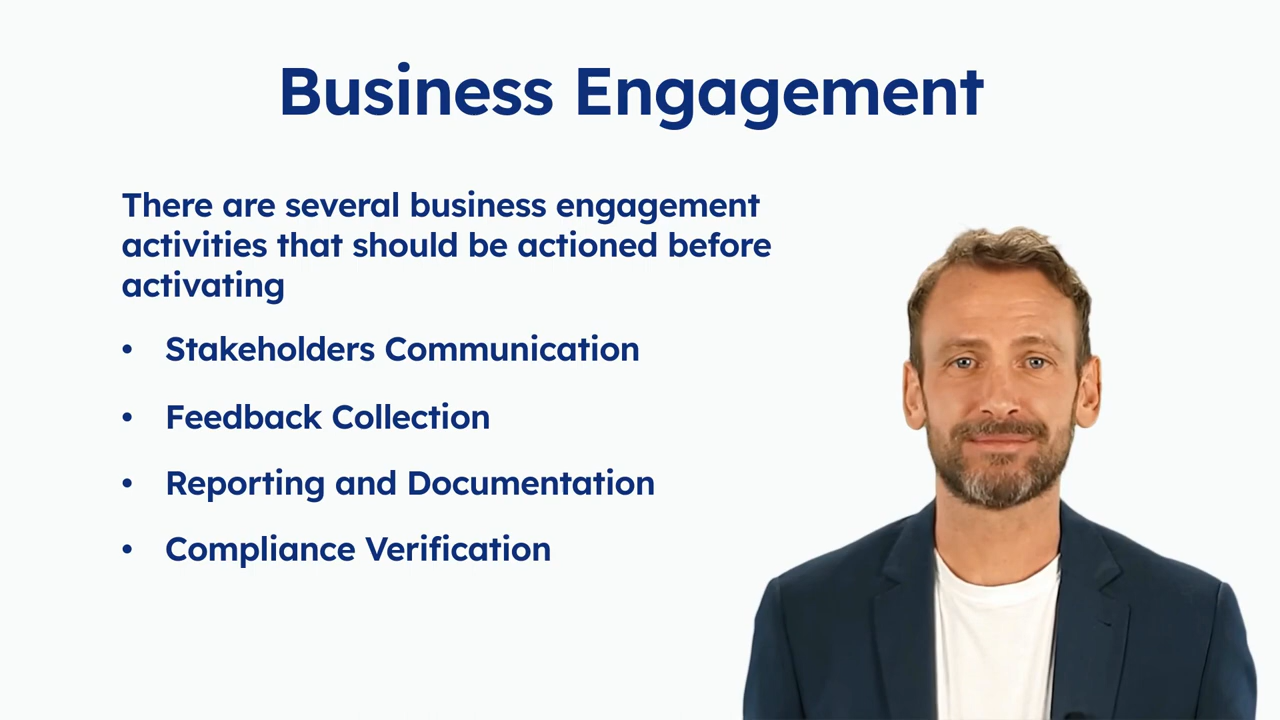 Business Engagement
There are several business engagement
activities that should be actioned before
activating
• Stakeholders Communication
• Feedback Collection
• Reporting and Documentation
• Compliance Verification